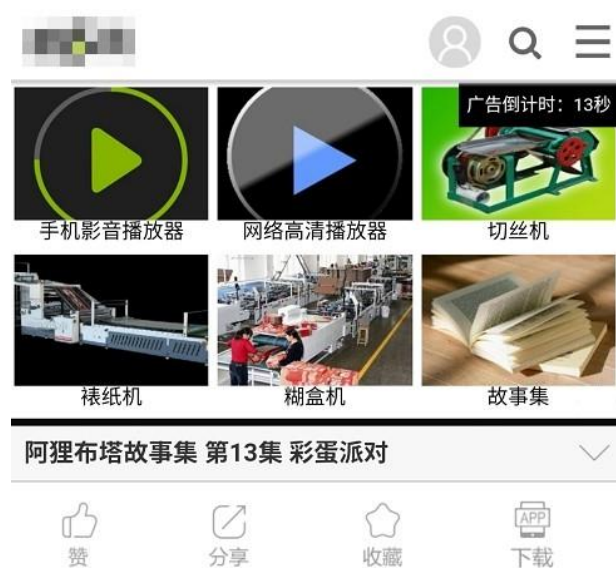 广告倒计时：13秒
手机影音播放器
网络高清播放器
切丝机
裱纸机
糊盒机
故事集
阿狸布塔故事集 第13集 彩蛋派对
赞
分享
收藏
APP
下载